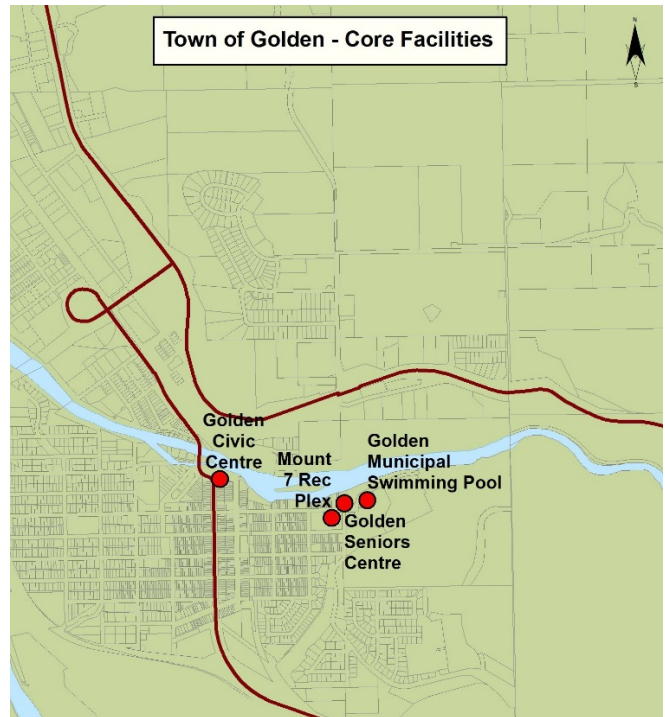 Town of Golden - Core Facilities
N
S
Golden
Civic
Centre
Mount
7 Rec
Plex
Golden
Municipal
Swimming Pool
Golden
Seniors
Centre